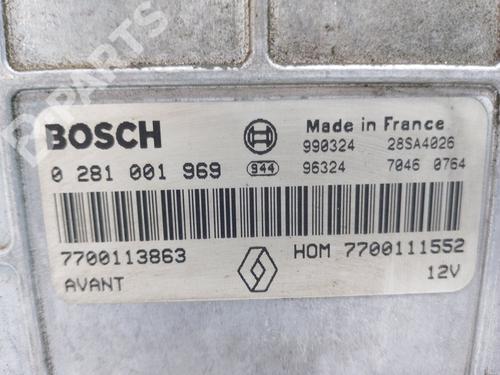 B-PARTS
BOSCH
Made in France
990324 28SA4026
0 281 001 969 944 96324 7046 0764
7700113863 HOM 7700111552
AVANT 12V